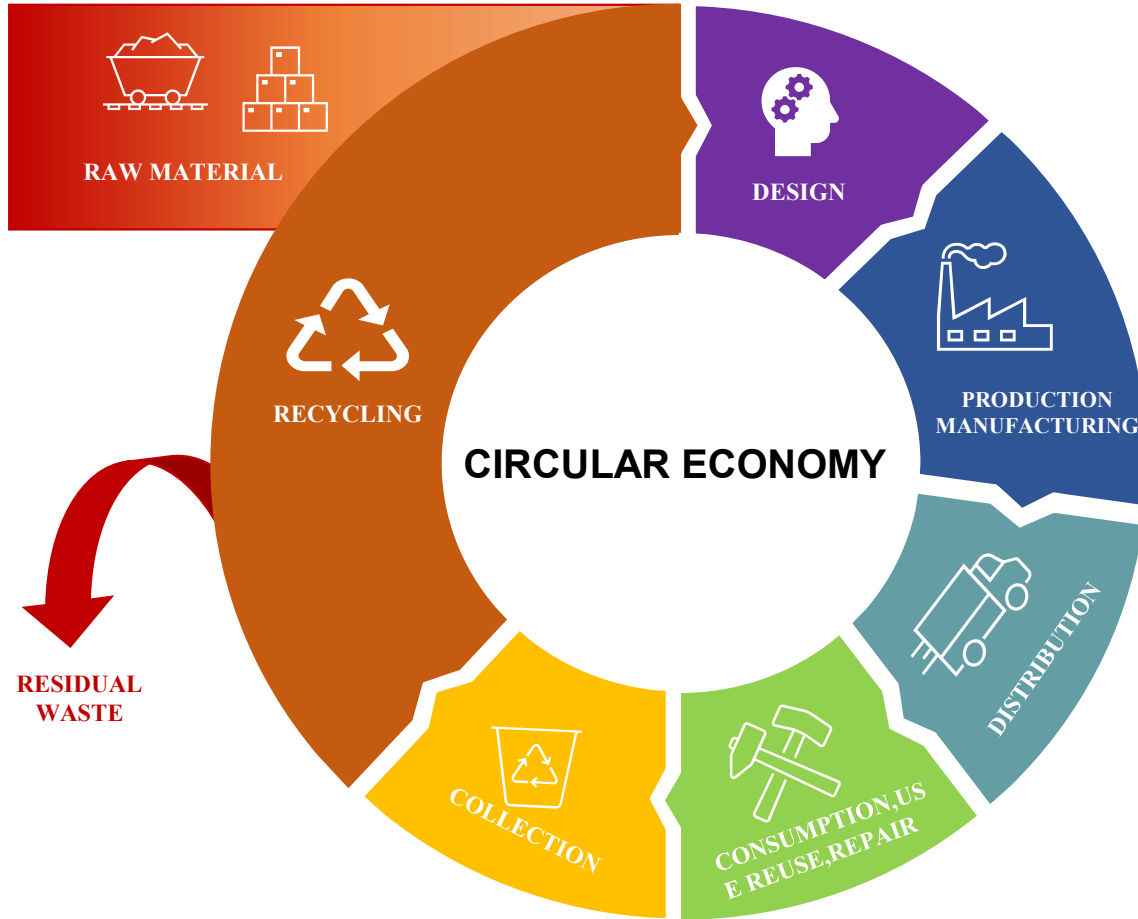 RAW MATERIAL
DESIGN
RECYCLING
PRODUCTION
MANUFACTURING
CIRCULAR ECONOMY
DISTRIBUTION
RESIDUAL
WASTE
COLLECTION
CONSUMPTION,US
E REUSE,REPAIR